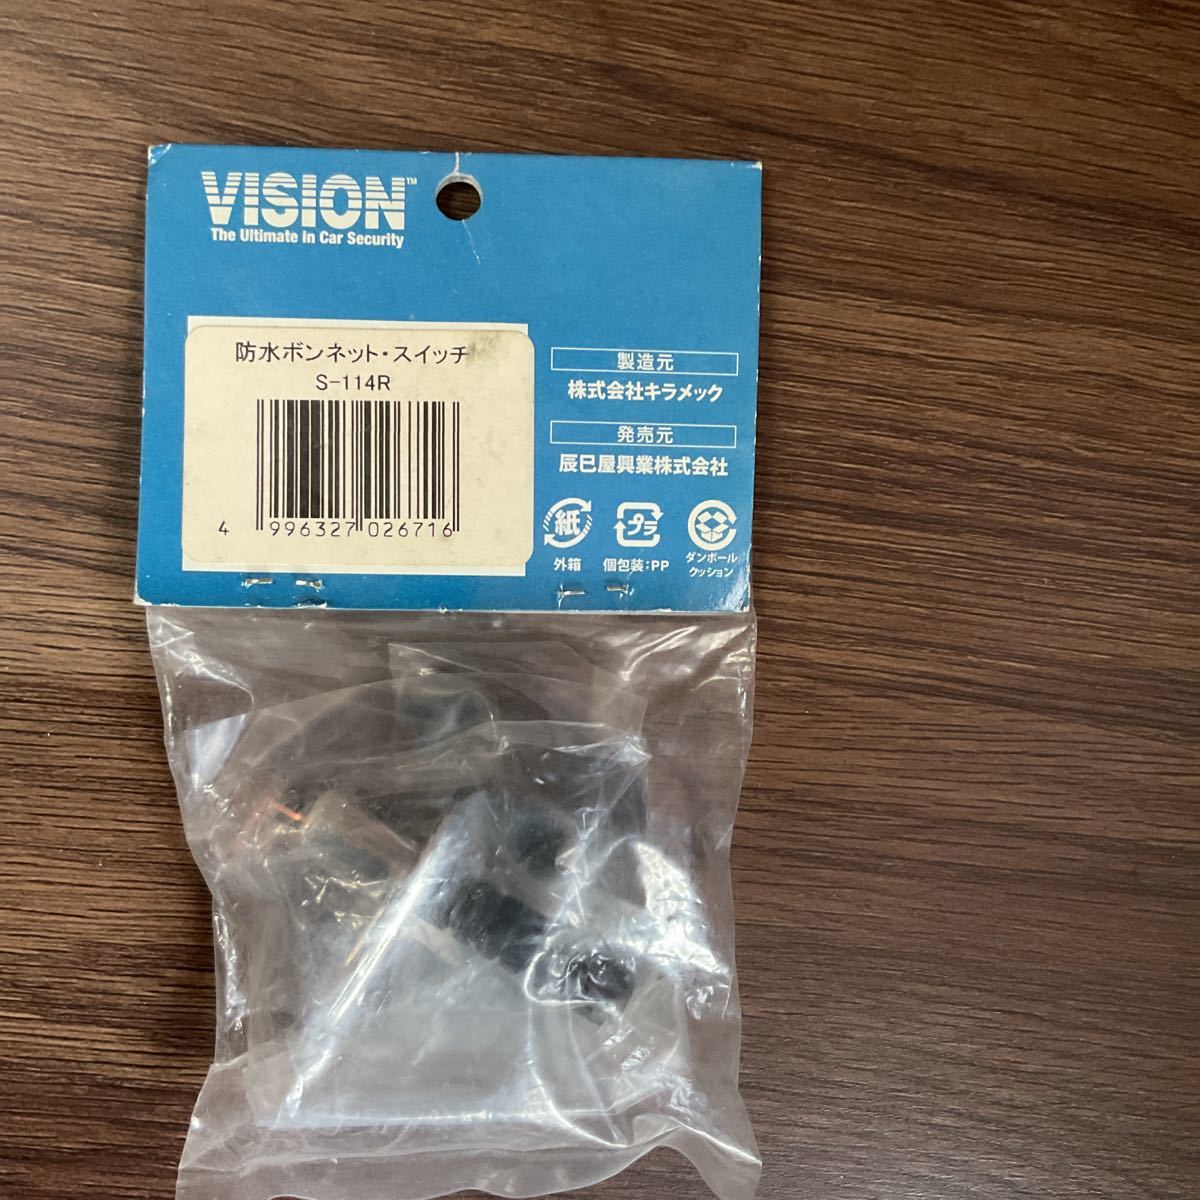 VISION™
The Ultimate in Car Security
防水ボンネット・スイッチ
S-114R
4 996327 026716
製造元
株式会社キラメック
発売元
辰巳屋興業株式会社
紙
外箱
プラ
個包装:PP
ダンボール
クッション